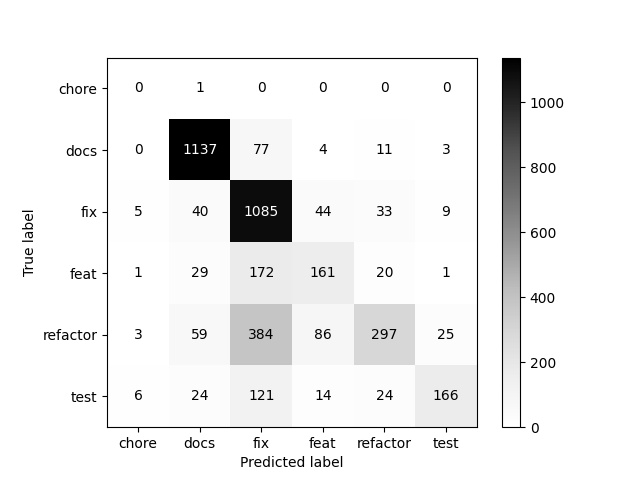 chore 0 1 0 0 0 0
docs 0 1137 77 4 11 3
fix 5 40 1085 44 33 9
feat 1 29 172 161 20 1
refactor 3 59 384 86 297 25
test 6 24 121 14 24 166
chore docs fix feat refactor test
Predicted label
True label
1000
800
600
400
200
0